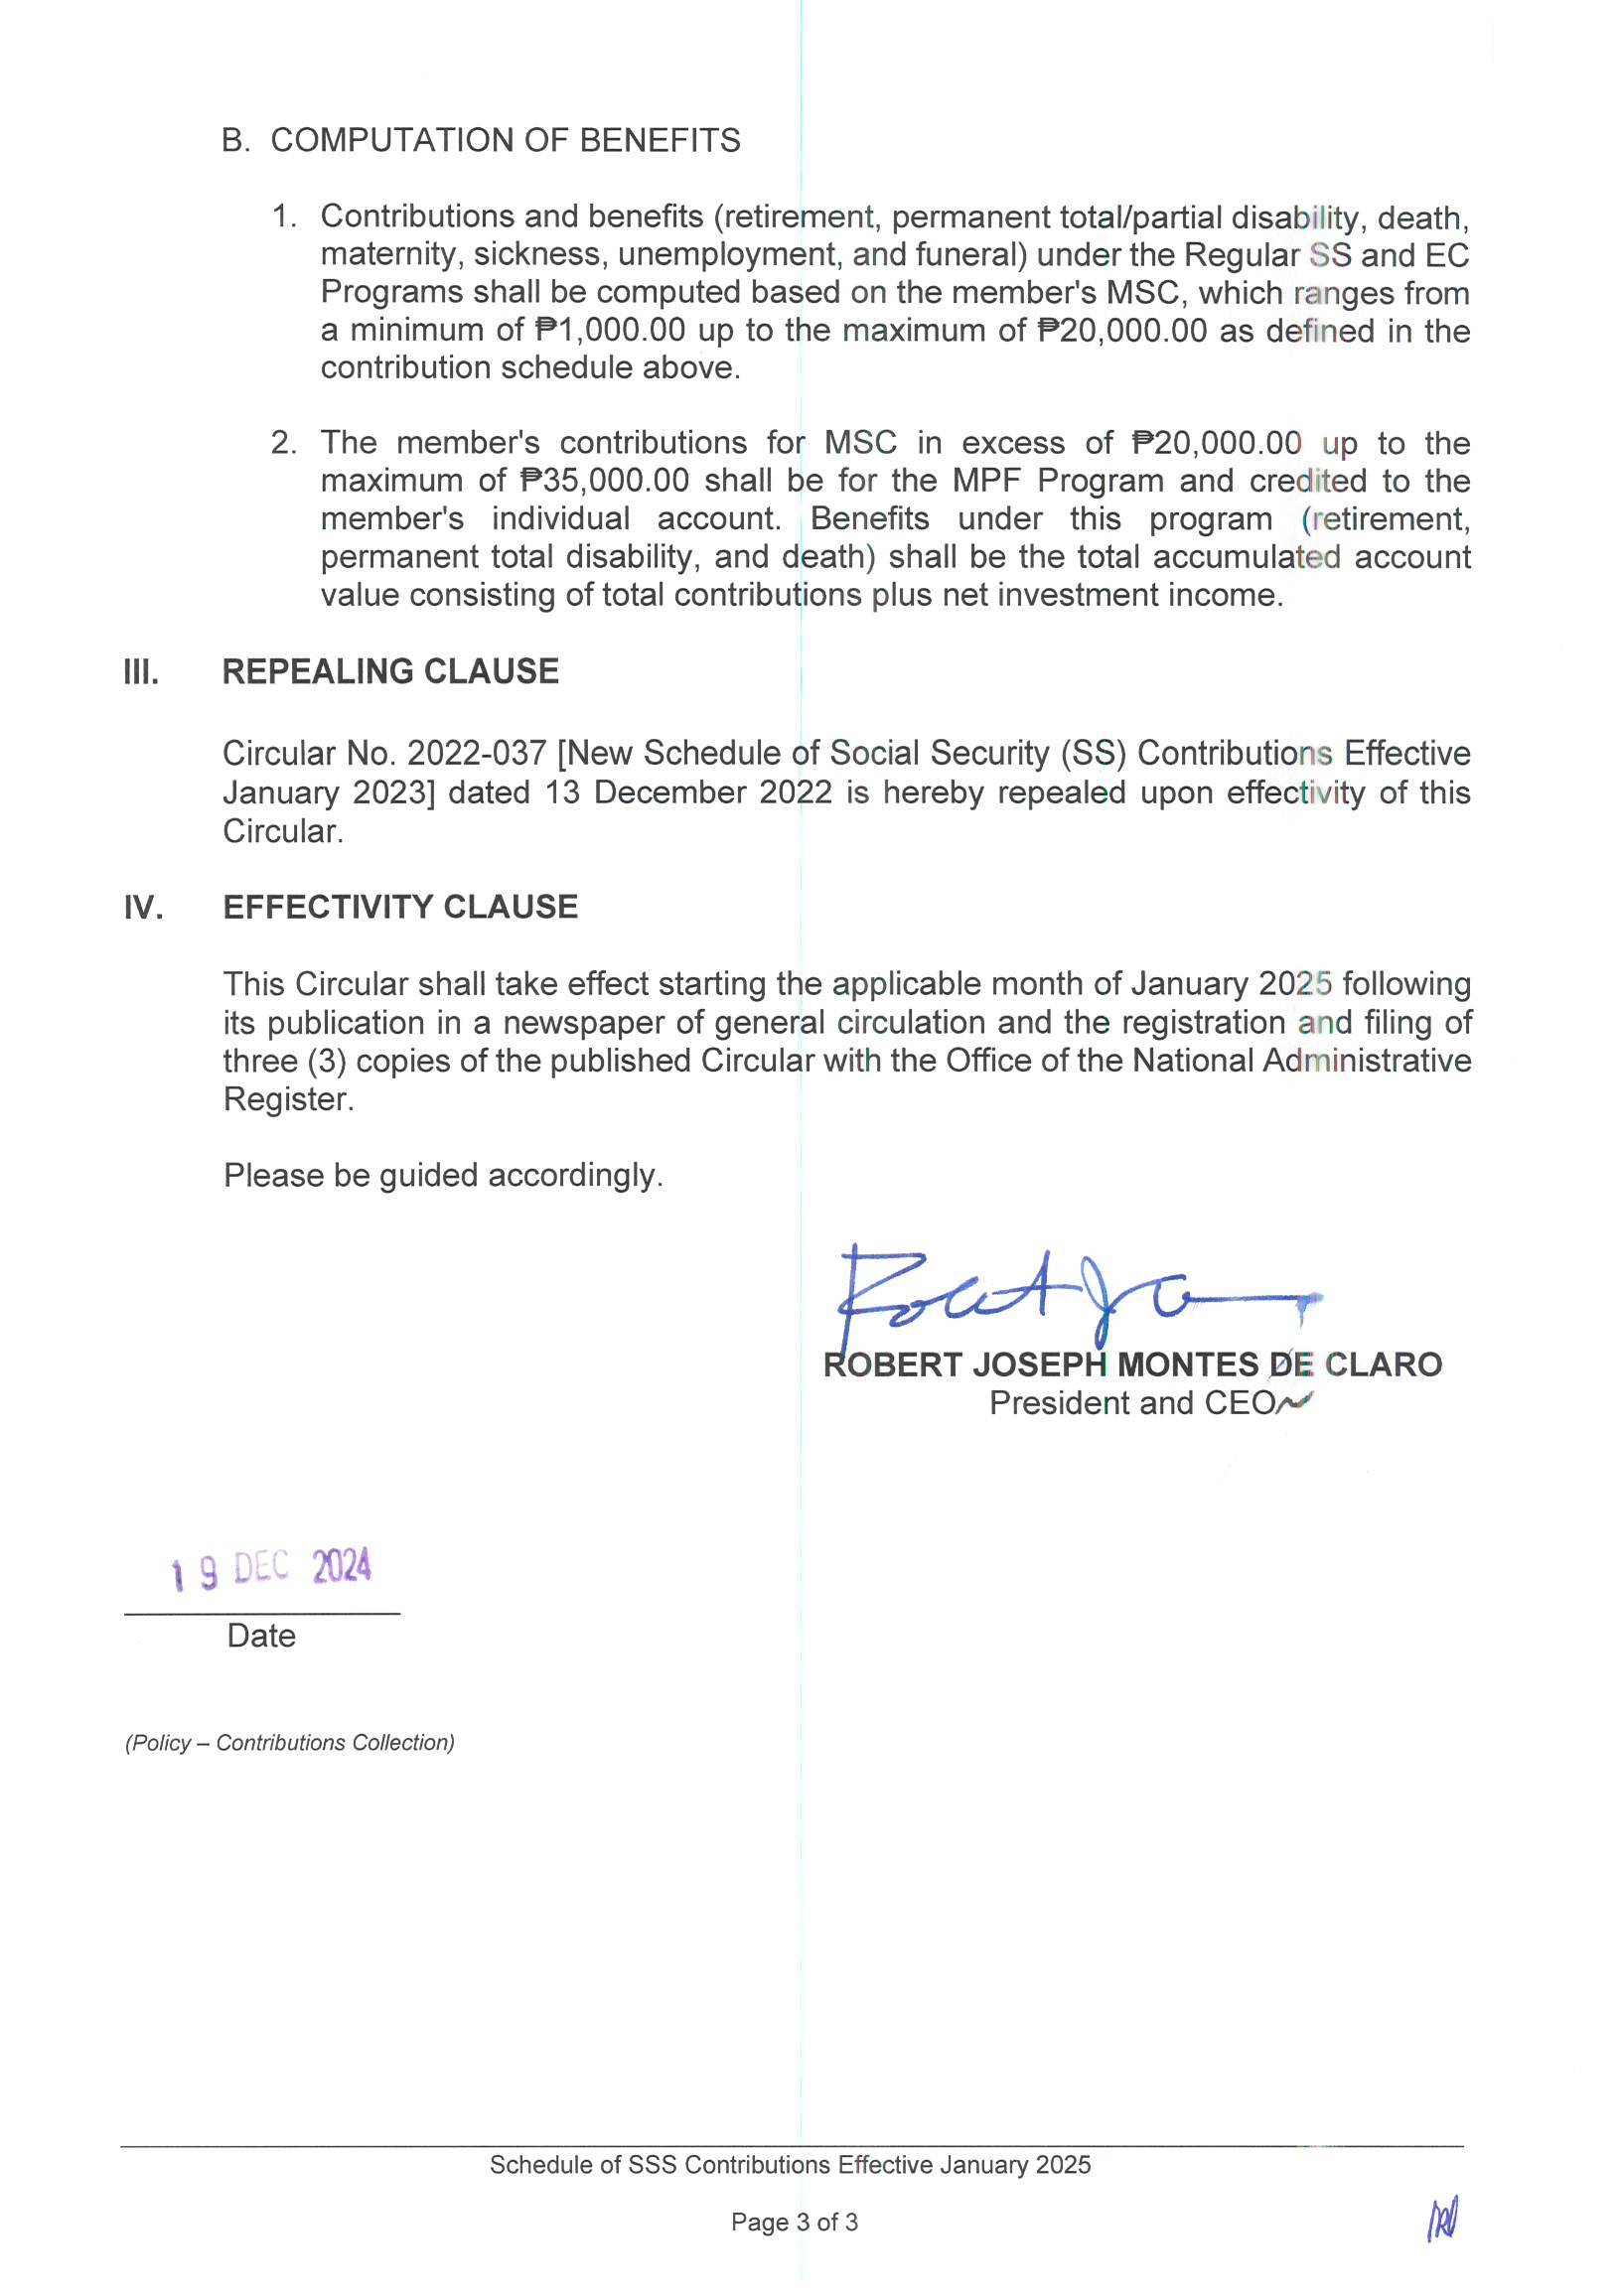 B. COMPUTATION OF BENEFITS
1. Contributions and benefits (retirement, permanent total/partial disability, death,
maternity, sickness, unemployment, and funeral) under the Regular SS and EC
Programs shall be computed based on the member's MSC, which ranges from
a minimum of ₱1,000.00 up to the maximum of ₱20,000.00 as defined in the
contribution schedule above.
2. The member's contributions for MSC in excess of ₱20,000.00 up to the
maximum of ₱35,000.00 shall be for the MPF Program and credited to the
member's individual account. Benefits under this program (retirement,
permanent total disability, and death) shall be the total accumulated account
value consisting of total contributions plus net investment income.
III. REPEALING CLAUSE
Circular No. 2022-037 [New Schedule of Social Security (SS) Contributions Effective
January 2023] dated 13 December 2022 is hereby repealed upon effectivity of this
Circular.
IV. EFFECTIVITY CLAUSE
This Circular shall take effect starting the applicable month of January 2025 following
its publication in a newspaper of general circulation and the registration and filing of
three (3) copies of the published Circular with the Office of the National Administrative
Register.
Please be guided accordingly.
ROBERT JOSEPH MONTES DE CLARO
President and CEO
19 DEC 2024
Date
(Policy – Contributions Collection)
Schedule of SSS Contributions Effective January 2025
Page 3 of 3